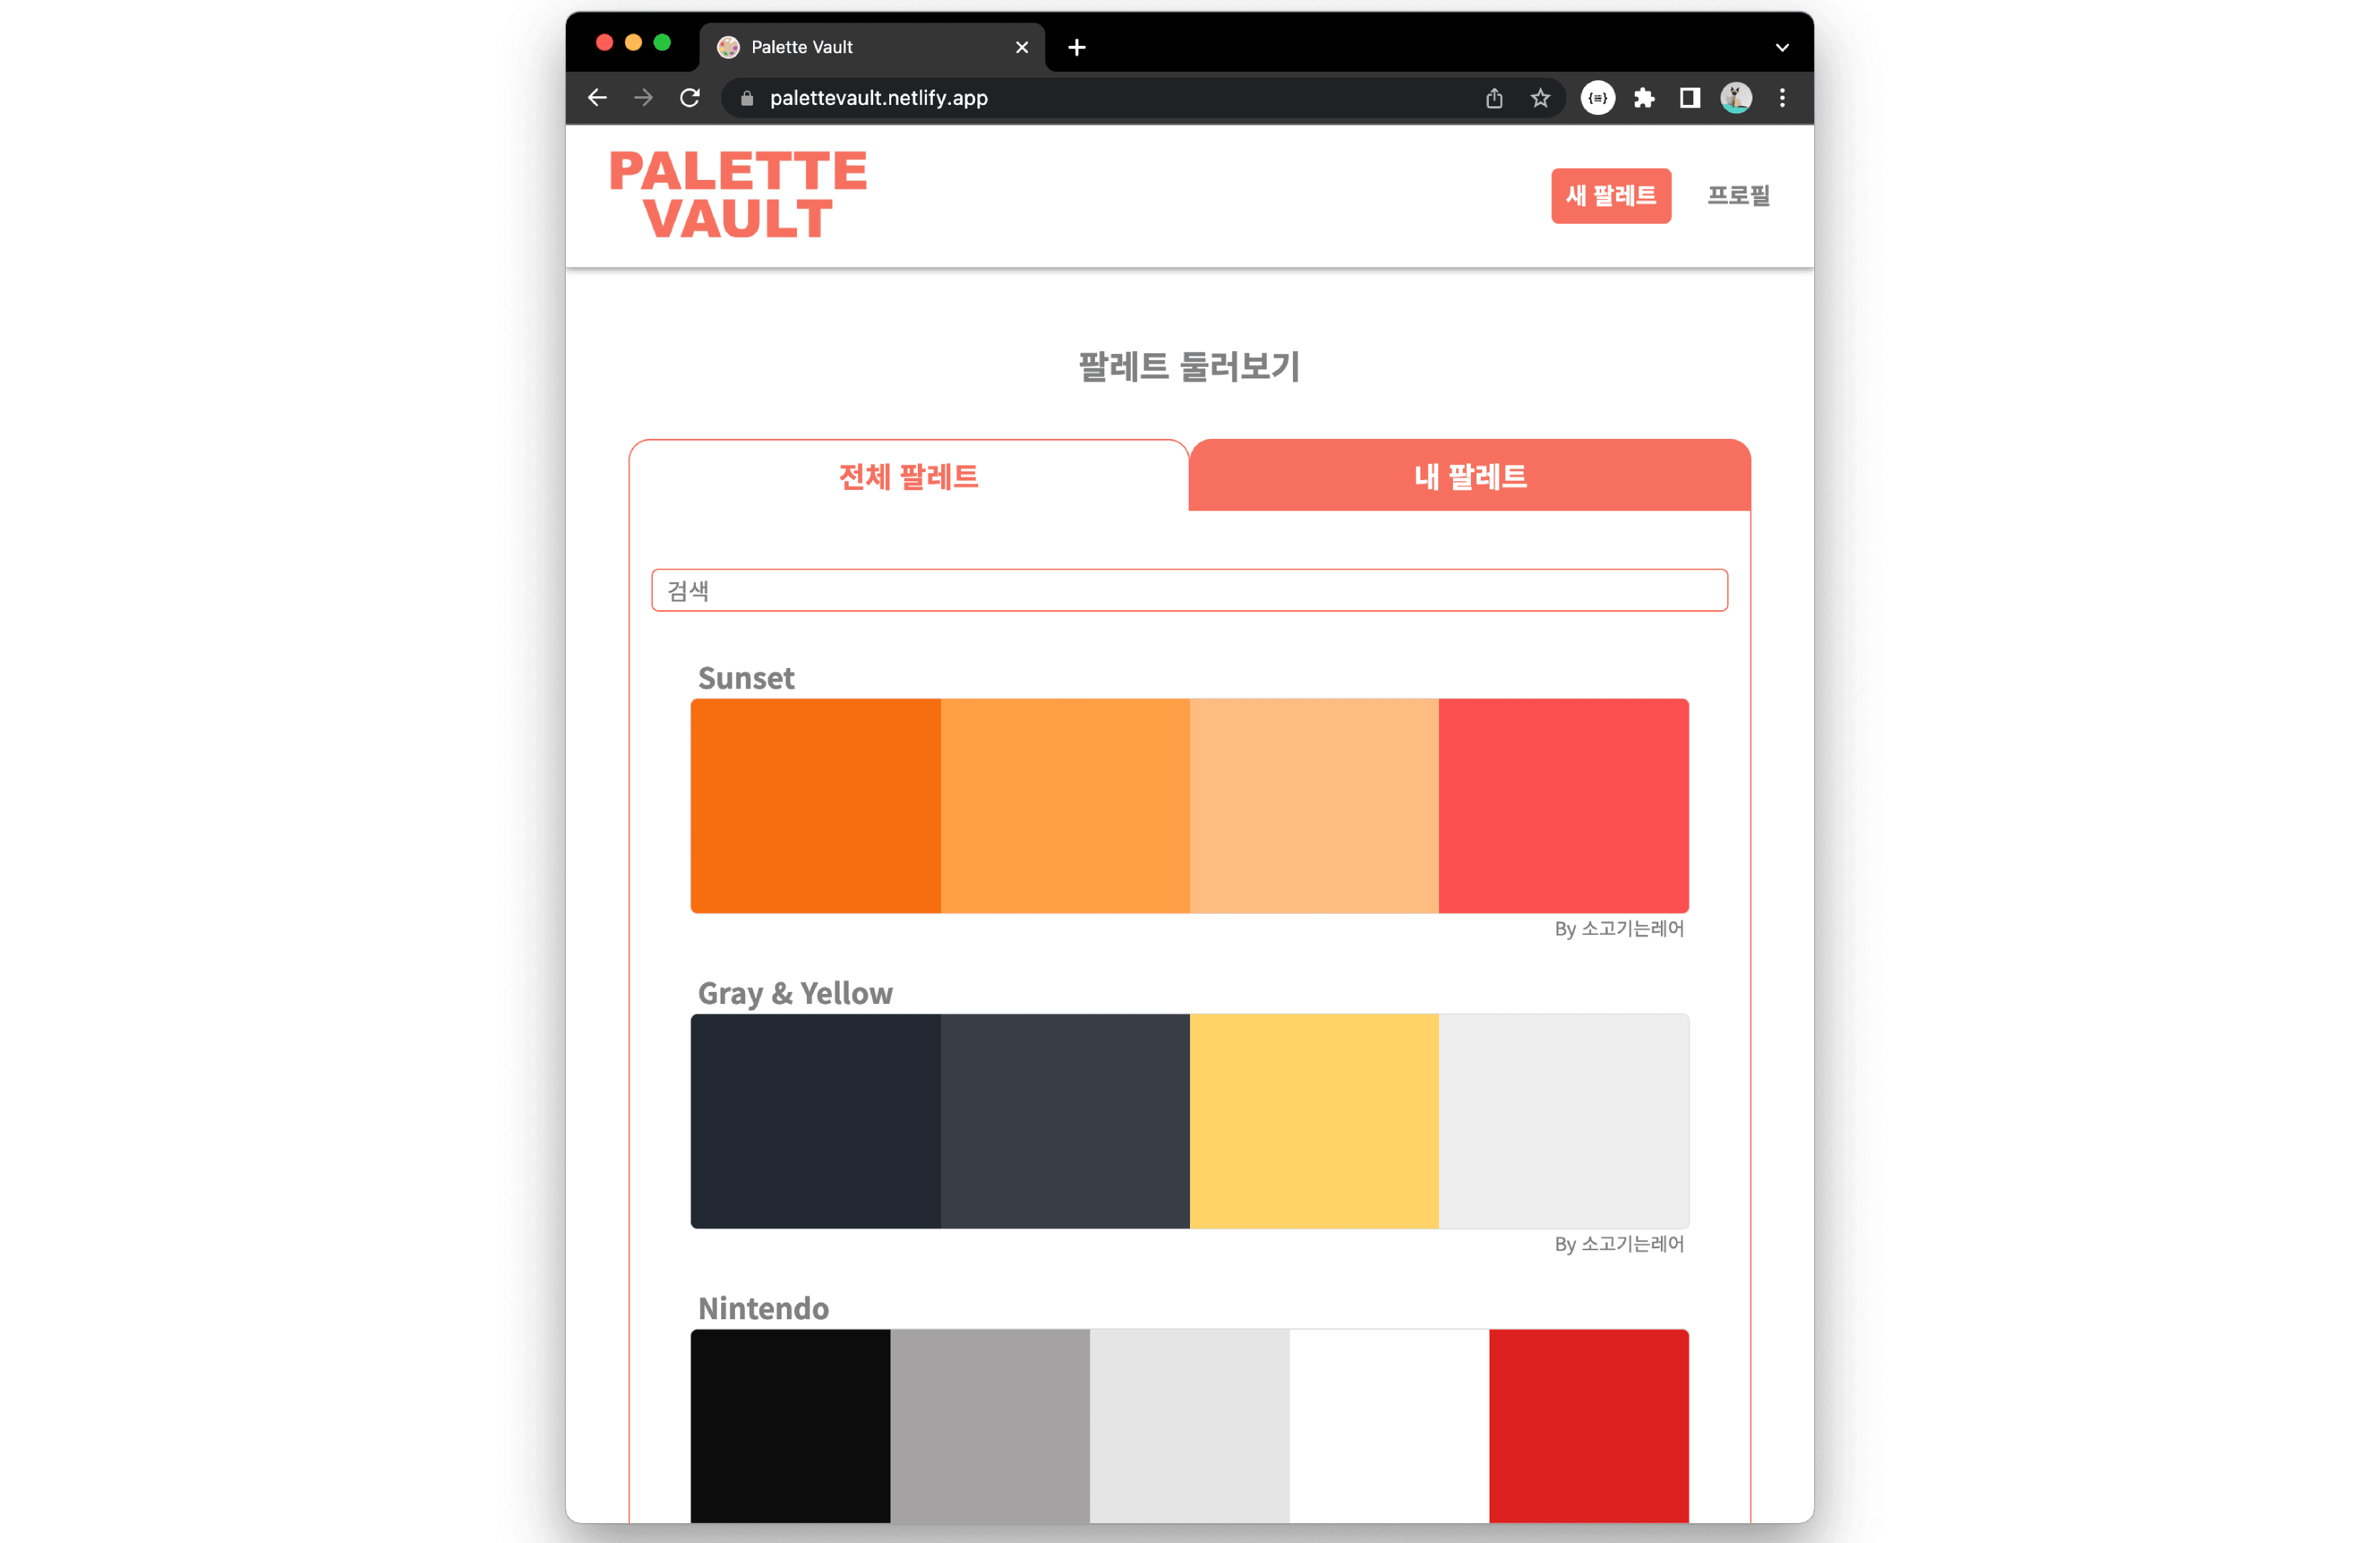 Palette Vault
palettevault.netlify.app
PALETTE
VAULT
새 팔레트
프로필
팔레트 둘러보기
전체 팔레트
내 팔레트
검색
Sunset
By 소고기는레어
Gray & Yellow
By 소고기는레어
Nintendo